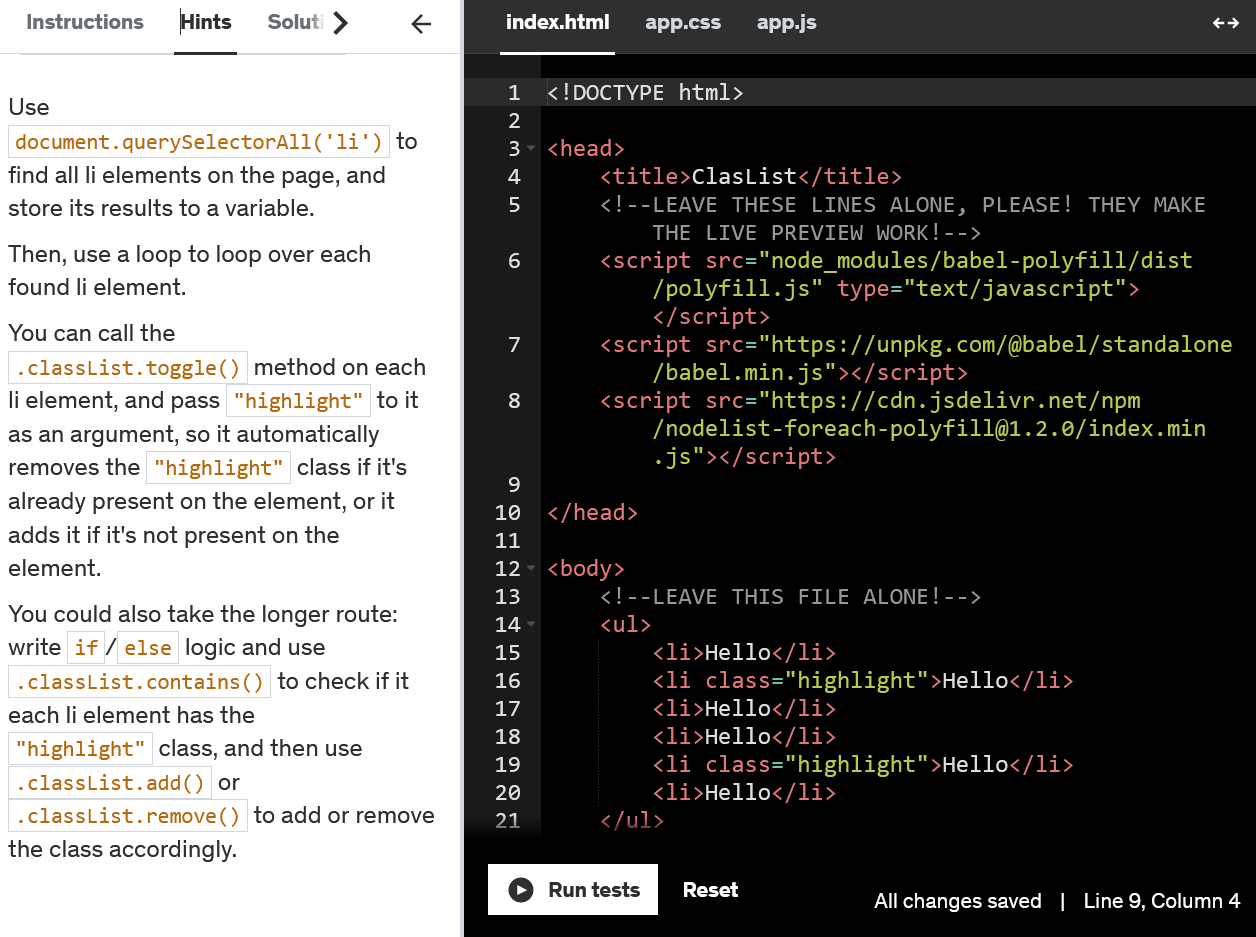 Instructions Hints Soluti
Use
document.querySelectorAll('li') to
find all li elements on the page, and
store its results to a variable.
Then, use a loop to loop over each
found li element.
You can call the
.classList.toggle() method on each
li element, and pass "highlight" to it
as an argument, so it automatically
removes the "highlight" class if it's
already present on the element, or it
adds it if it's not present on the
element.
You could also take the longer route:
write if/else logic and use
.classList.contains() to check if it
each li element has the
"highlight" class, and then use
.classList.add() or
.classList.remove() to add or remove
the class accordingly.
index.html app.css app.js
1 <!DOCTYPE html>
2
3 <head>
4 <title>ClasList</title>
5 <!--LEAVE THESE LINES ALONE, PLEASE! THEY MAKE
THE LIVE PREVIEW WORK!-->
6 <script src="node_modules/babel-polyfill/dist
/polyfill.js" type="text/javascript">
</script>
7 <script src="https://unpkg.com/@babel/standalone
/babel.min.js"></script>
8 <script src="https://cdn.jsdelivr.net/npm
/nodelist-foreach-polyfill@1.2.0/index.min
.js"></script>
9
10 </head>
11
12 <body>
13 <!--LEAVE THIS FILE ALONE!-->
14 <ul>
15 <li>Hello</li>
16 <li class="highlight">Hello</li>
17 <li>Hello</li>
18 <li>Hello</li>
19 <li class="highlight">Hello</li>
20 <li>Hello</li>
21 </ul>
Run tests Reset All changes saved | Line 9, Column 4